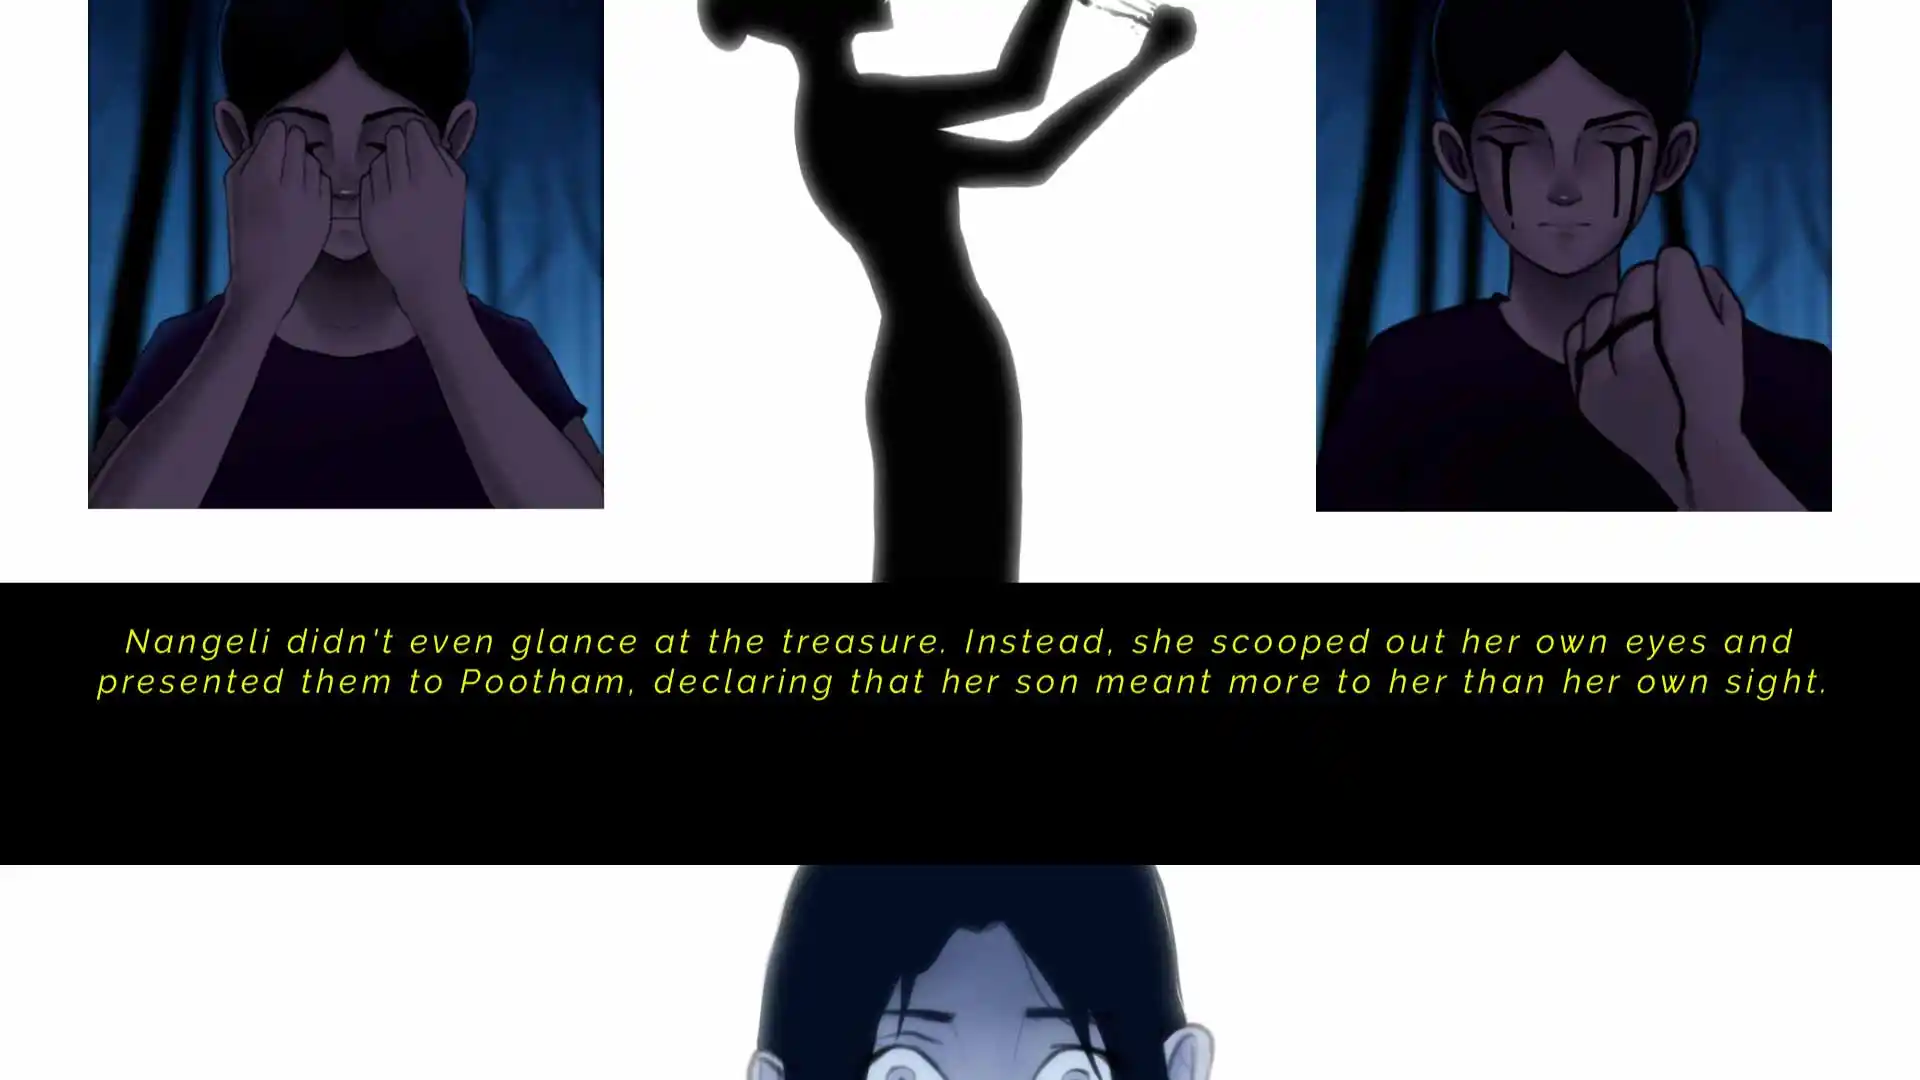 Nangeli didn't even glance at the treasure. Instead, she scooped out her own eyes and
presented them to Pootham, declaring that her son meant more to her than her own sight.